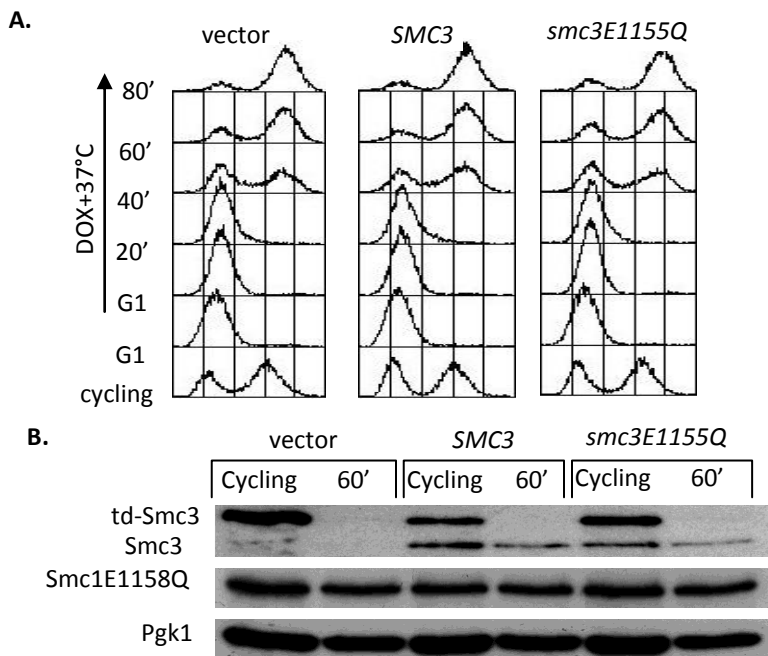 A.
vector SMC3 smc3E1155Q
DOX+37°C
80’
60’
40’
20’
G1
G1
cycling
B.
vector SMC3 smc3E1155Q
Cycling 60’ Cycling 60’ Cycling 60’
td-Smc3
Smc3
Smc1E1158Q
Pgk1